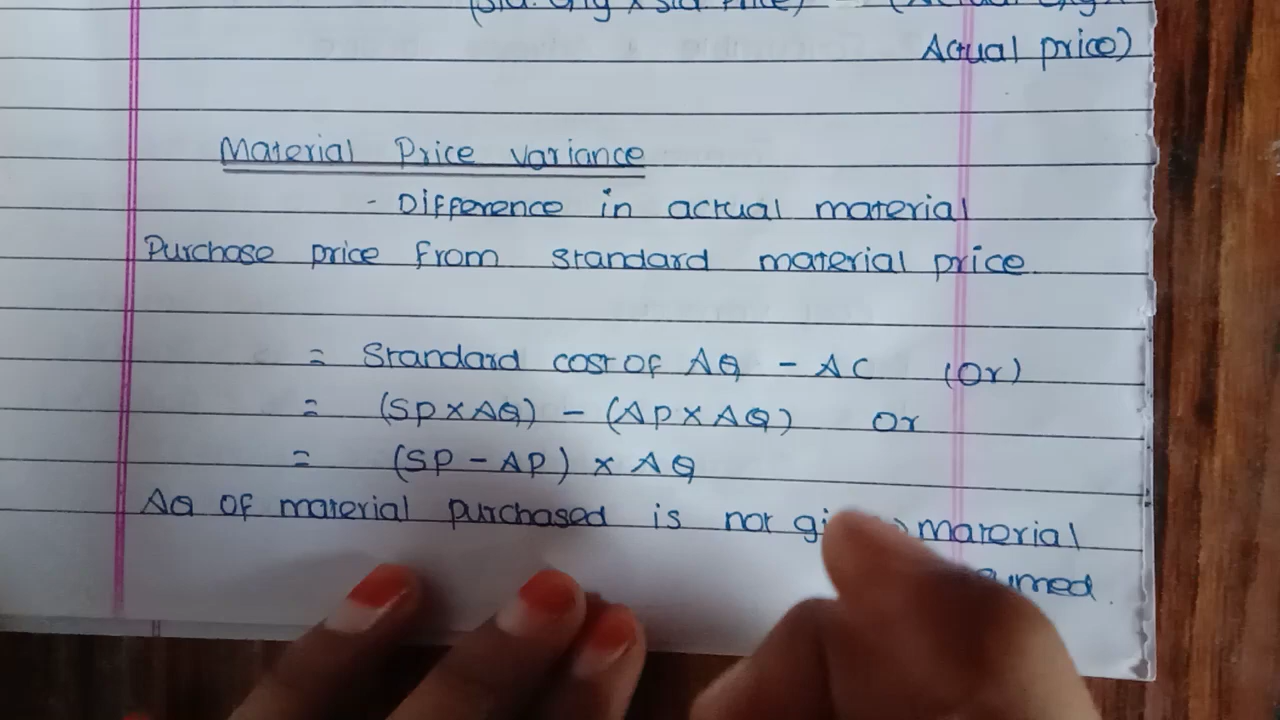 Actual price)
Material Price Variance
- Difference in actual material
Purchase price from standard material price
= Standard cost of AQ - AC (Or)
= (SP x AQ) - (AP x AQ) Or
= (SP - AP) x AQ
AQ of material purchased is not material